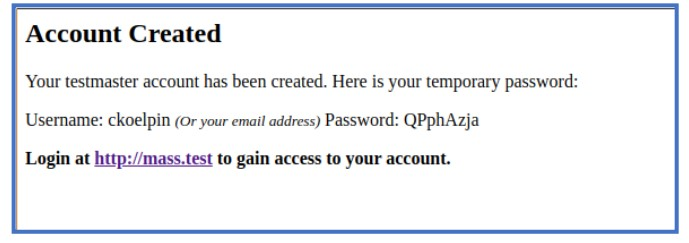 Account Created
Your testmaster account has been created. Here is your temporary password:
Username: ckoelpin (Or your email address) Password: QPphAzja
Login at http://mass.test to gain access to your account.